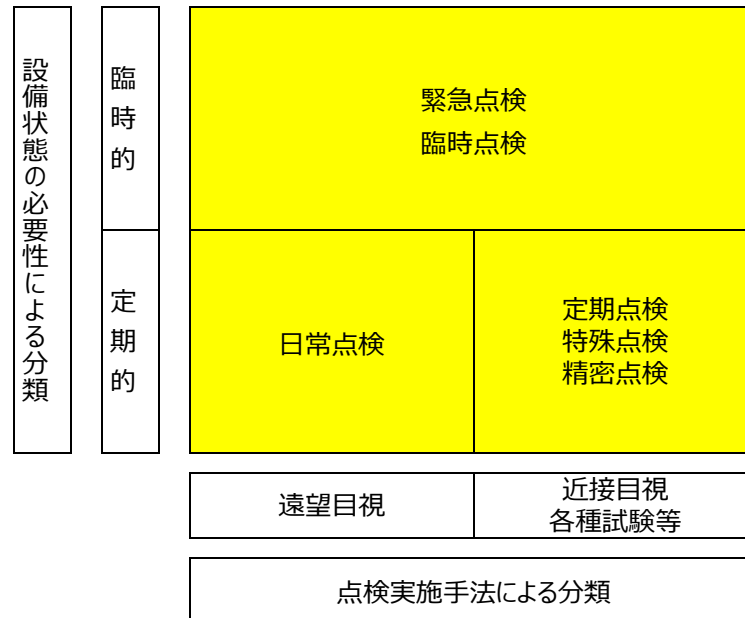 設備状態の必要性による分類
臨時的
緊急点検
臨時点検
定期的
日常点検
定期点検
特殊点検
精密点検
遠望目視
近接目視
各種試験等
点検実施手法による分類